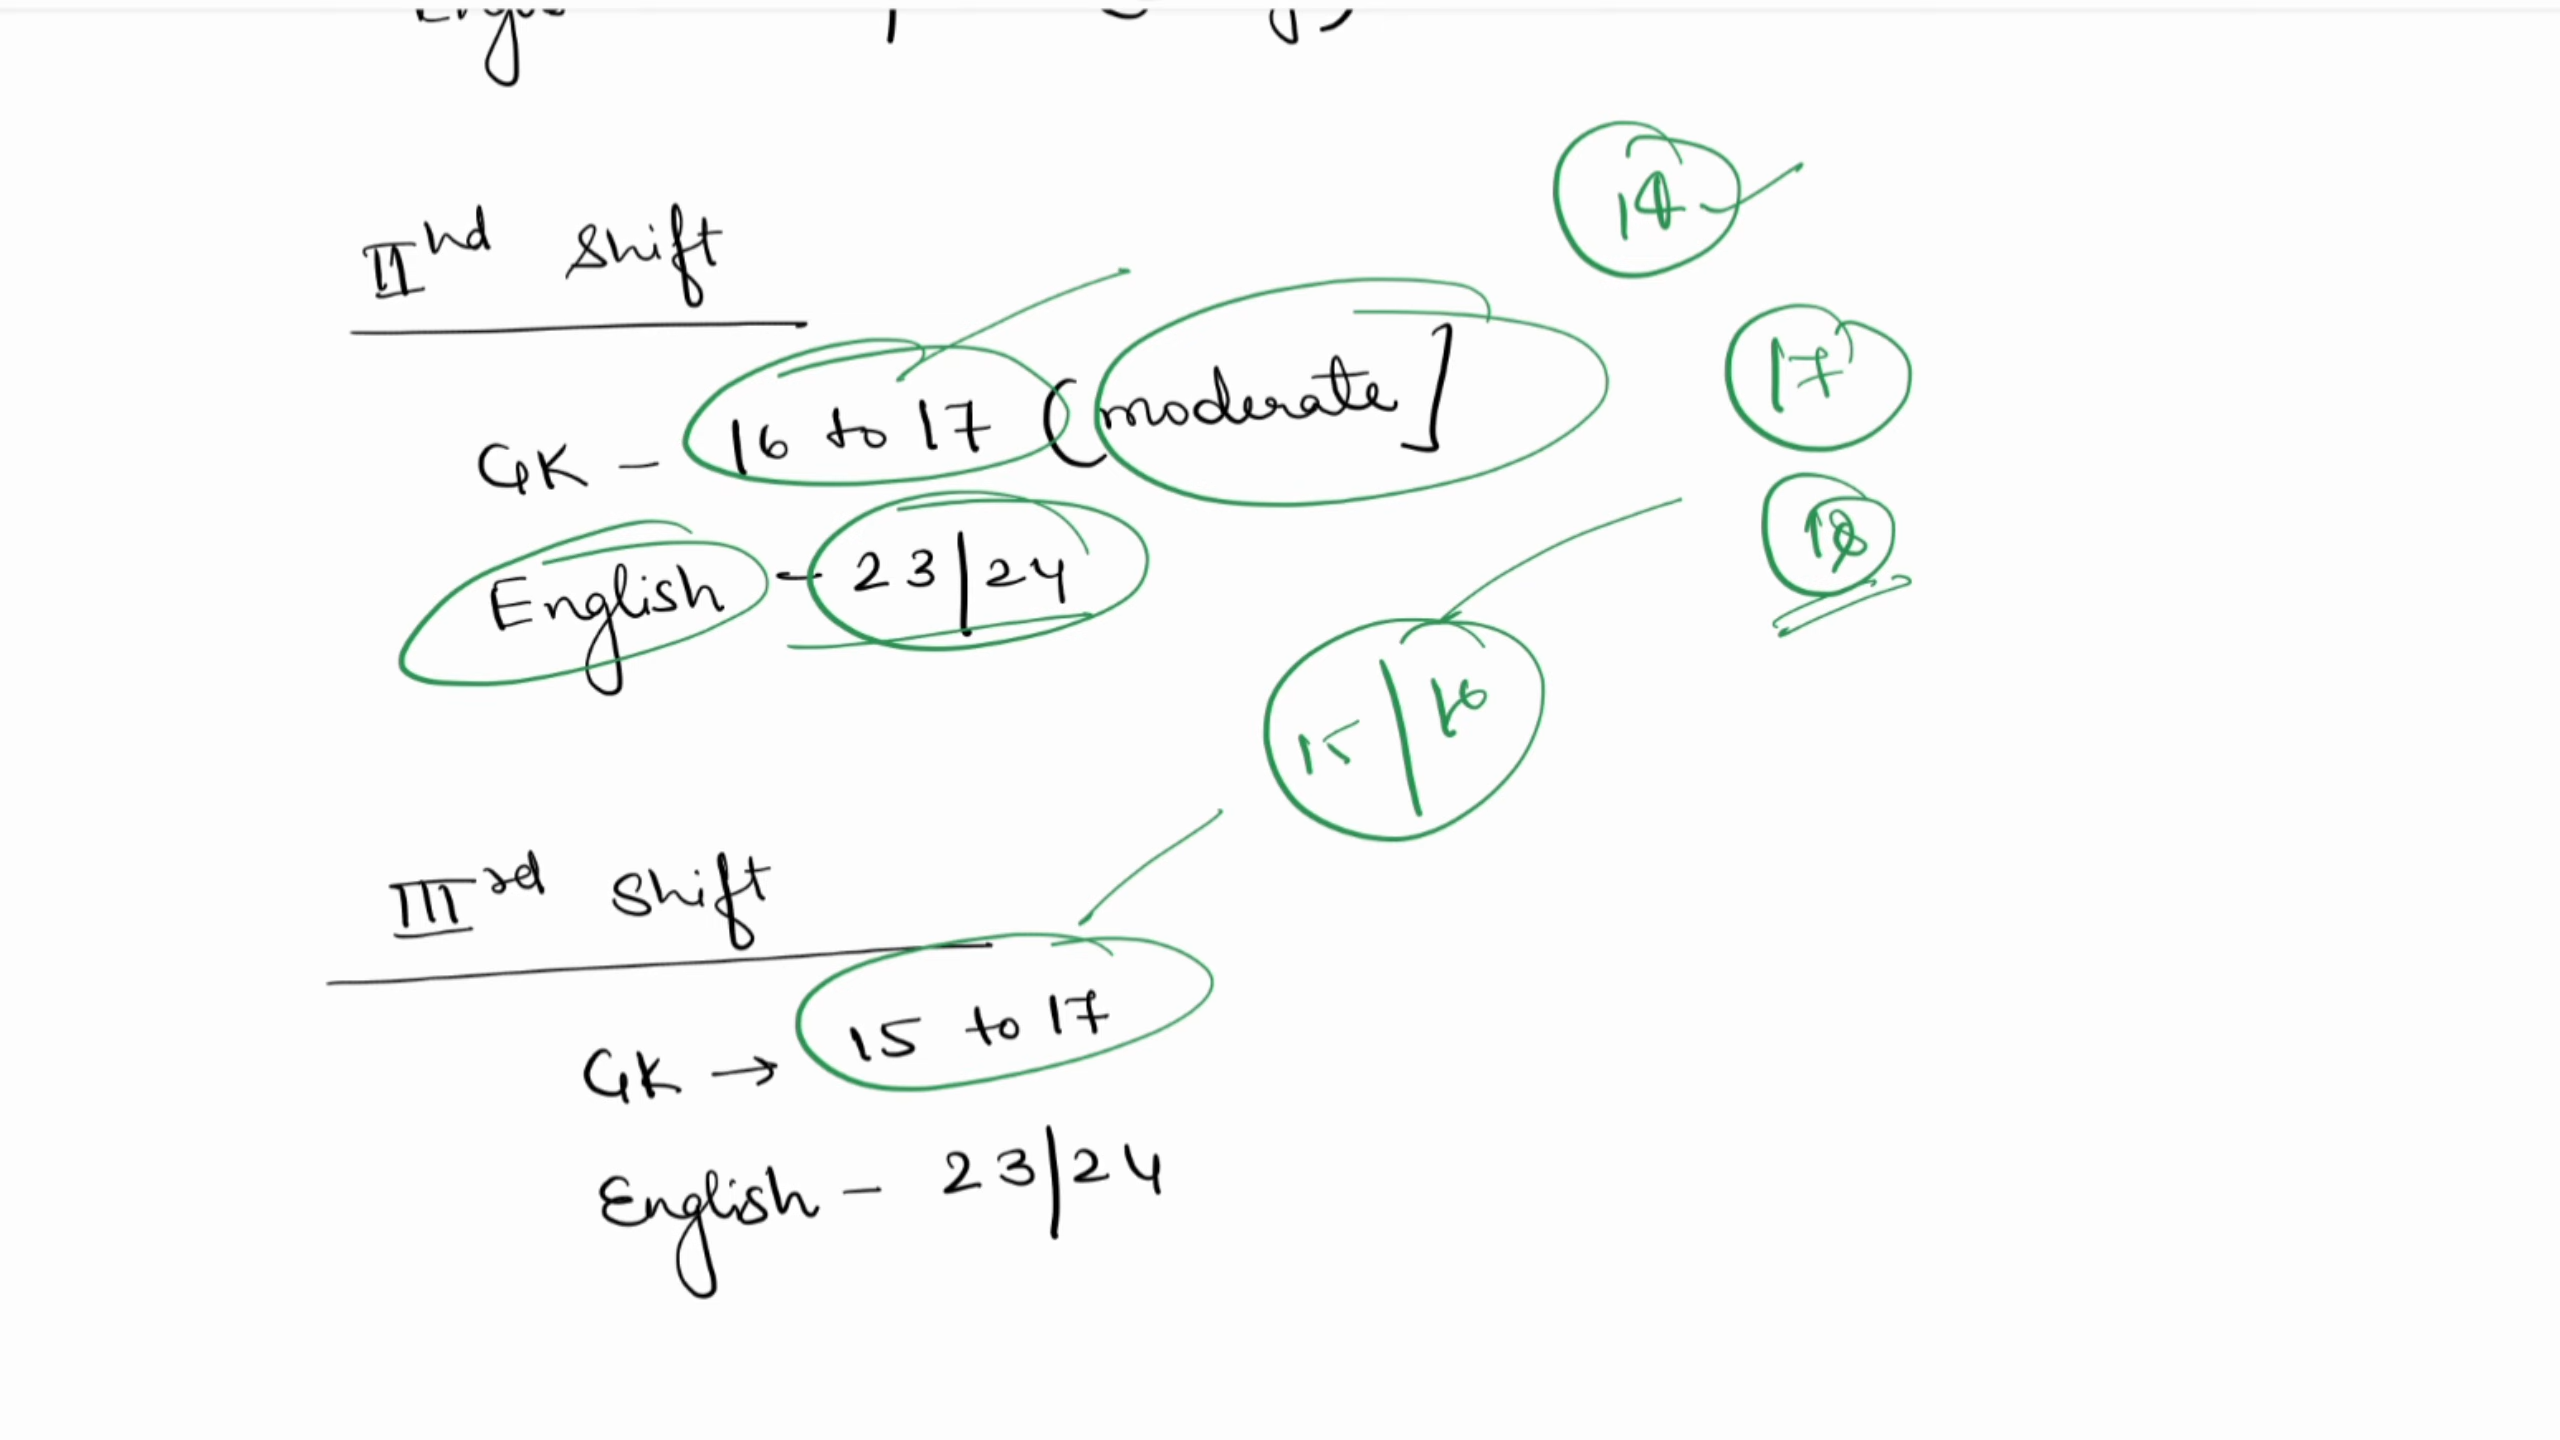 IInd Shift
14
GK - 16 to 17 (moderate]
17
English - 23|24
18
15/16
IIIrd Shift
GK → 15 to 17
English - 23|24